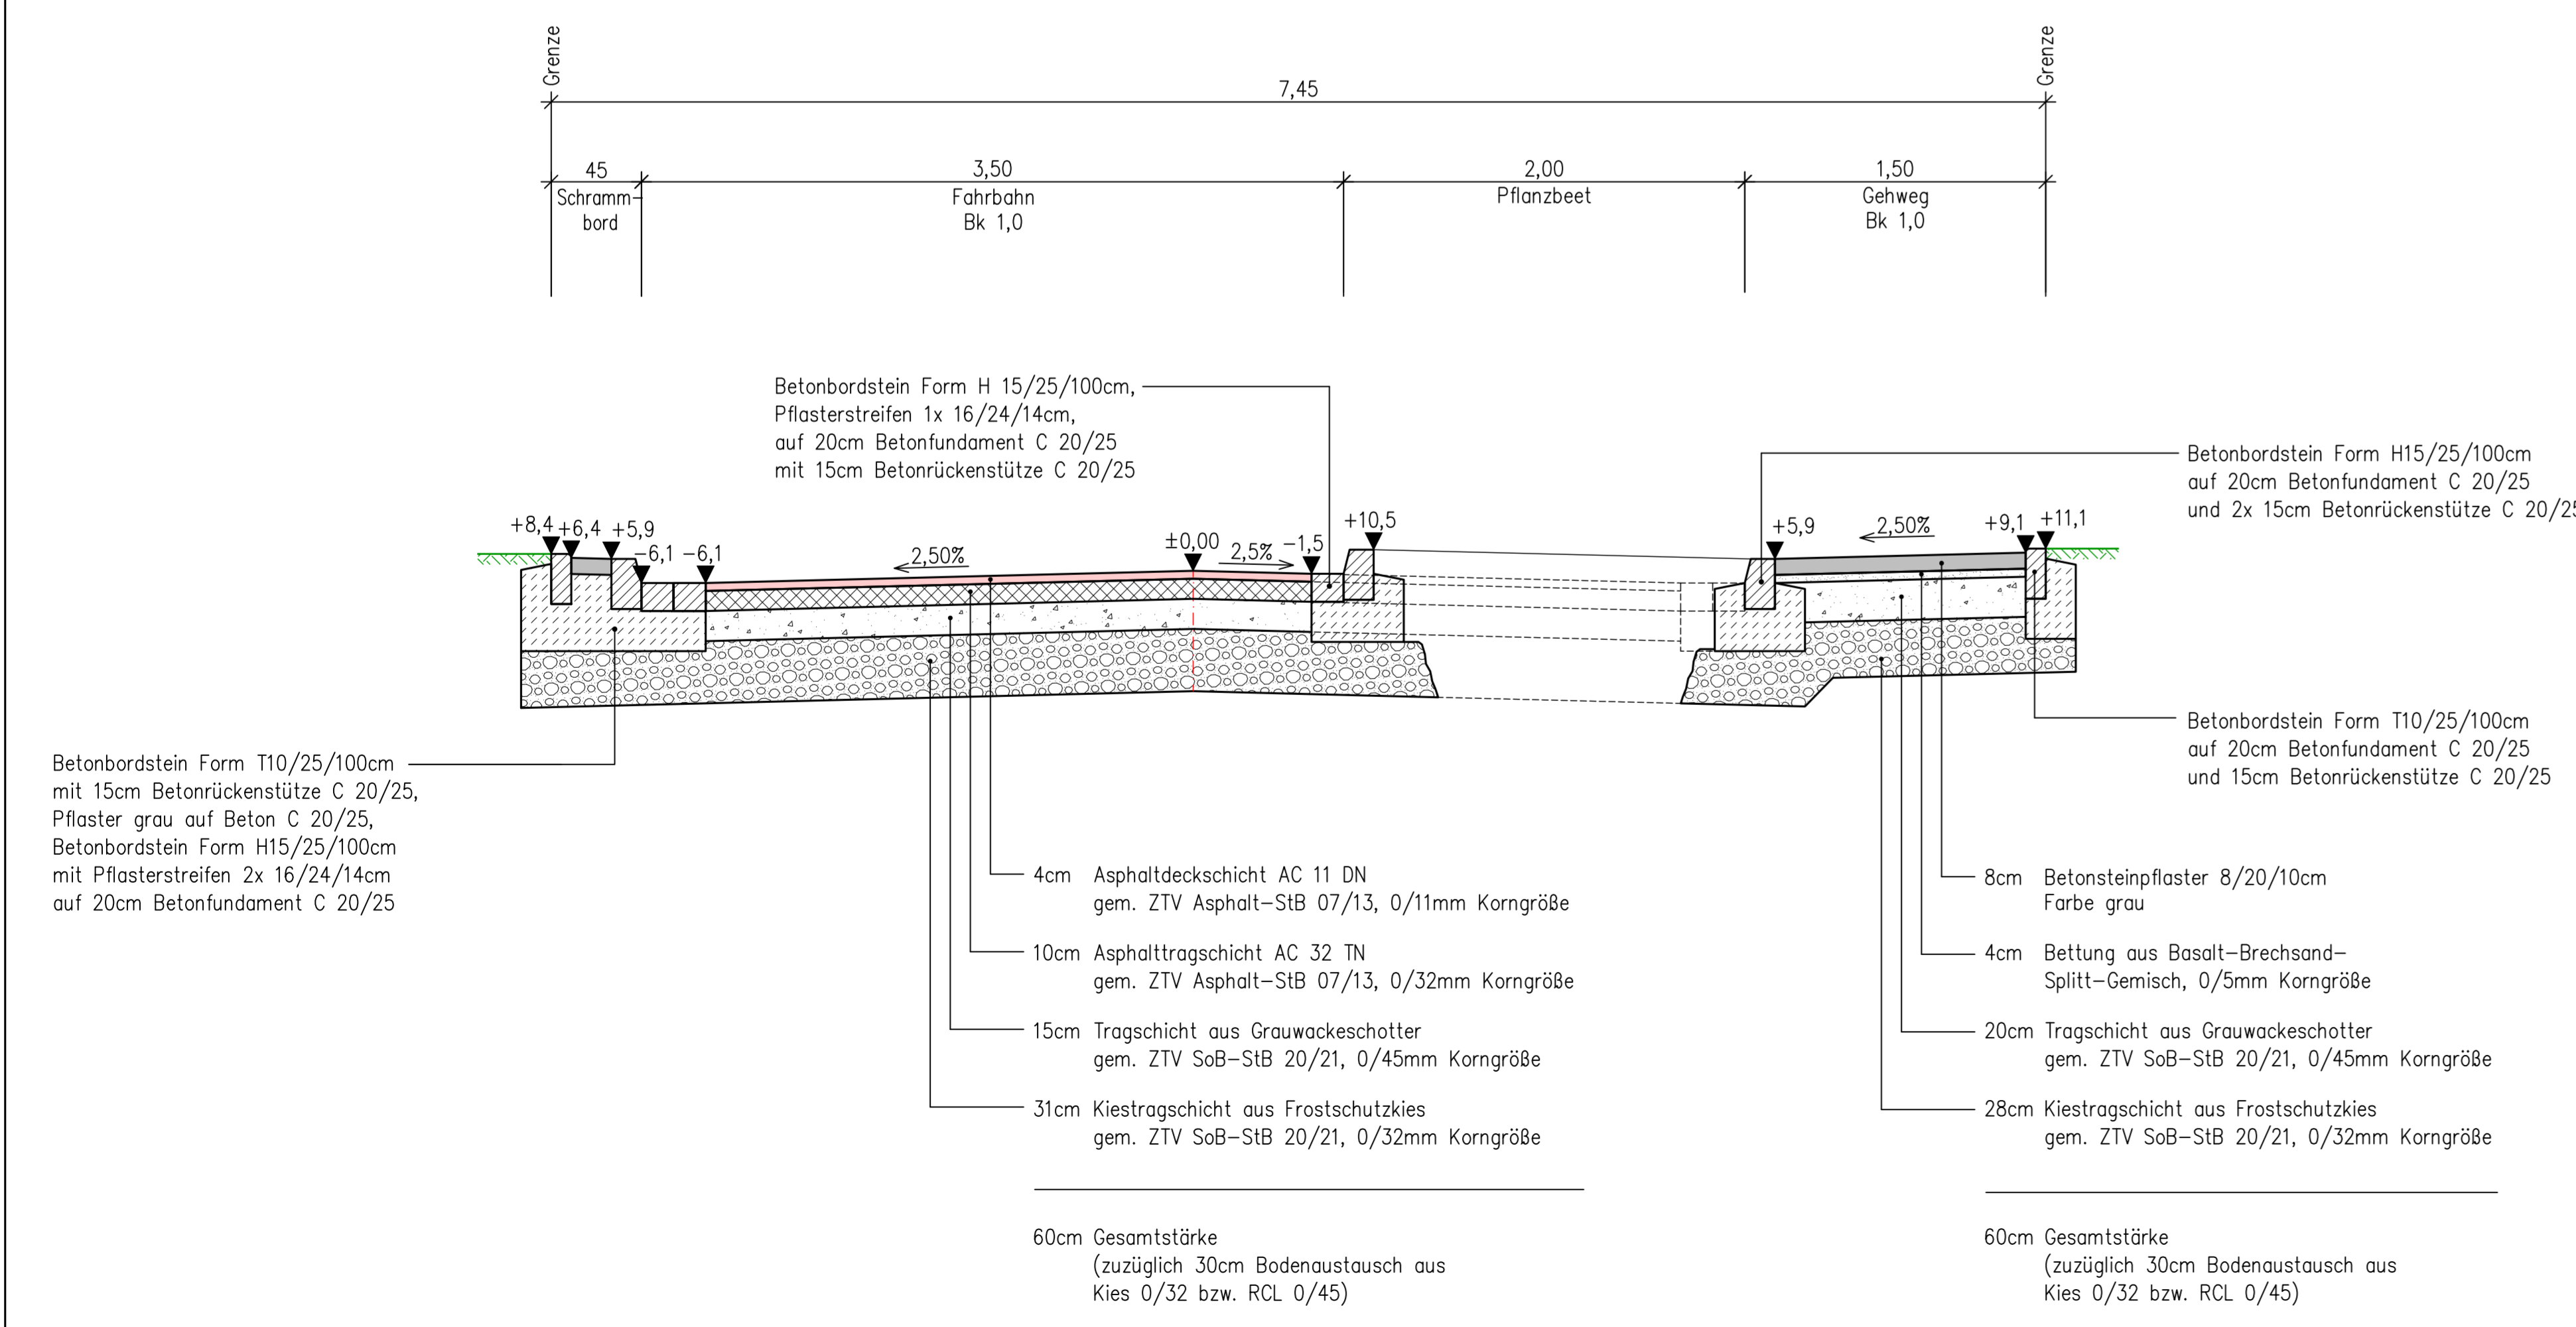 Grenze
Grenze
7,45
45
3,50
2,00
1,50
Schramm-
bord
Fahrbahn
Bk 1,0
Pflanzbeet
Gehweg
Bk 1,0
Betonbordstein Form H 15/25/100cm,
Pflasterstreifen 1x 16/24/14cm,
auf 20cm Betonfundament C 20/25
mit 15cm Betonrückenstütze C 20/25
Betonbordstein Form H15/25/100cm
auf 20cm Betonfundament C 20/25
und 2x 15cm Betonrückenstütze C 20/25
+8,4
+6,4
+5,9
-6,1
-6,1
2,50%
±0,00
2,5%
-1,5
+10,5
+5,9
2,50%
+9,1
+11,1
Betonbordstein Form T10/25/100cm
auf 20cm Betonfundament C 20/25
und 15cm Betonrückenstütze C 20/25
Betonbordstein Form T10/25/100cm
mit 15cm Betonrückenstütze C 20/25,
Pflaster grau auf Beton C 20/25,
Betonbordstein Form H15/25/100cm
mit Pflasterstreifen 2x 16/24/14cm
auf 20cm Betonfundament C 20/25
4cm Asphaltdeckschicht AC 11 DN
gem. ZTV Asphalt-StB 07/13, 0/11mm Korngröße
10cm Asphalttragschicht AC 32 TN
gem. ZTV Asphalt-StB 07/13, 0/32mm Korngröße
15cm Tragschicht aus Grauwackeschotter
gem. ZTV SoB-StB 20/21, 0/45mm Korngröße
31cm Kiestragschicht aus Frostschutzkies
gem. ZTV SoB-StB 20/21, 0/32mm Korngröße
60cm Gesamtstärke
(zuzüglich 30cm Bodenaustausch aus
Kies 0/32 bzw. RCL 0/45)
8cm Betonsteinpflaster 8/20/10cm
Farbe grau
4cm Bettung aus Basalt-Brechsand-
Splitt-Gemisch, 0/5mm Korngröße
20cm Tragschicht aus Grauwackeschotter
gem. ZTV SoB-StB 20/21, 0/45mm Korngröße
28cm Kiestragschicht aus Frostschutzkies
gem. ZTV SoB-StB 20/21, 0/32mm Korngröße
60cm Gesamtstärke
(zuzüglich 30cm Bodenaustausch aus
Kies 0/32 bzw. RCL 0/45)